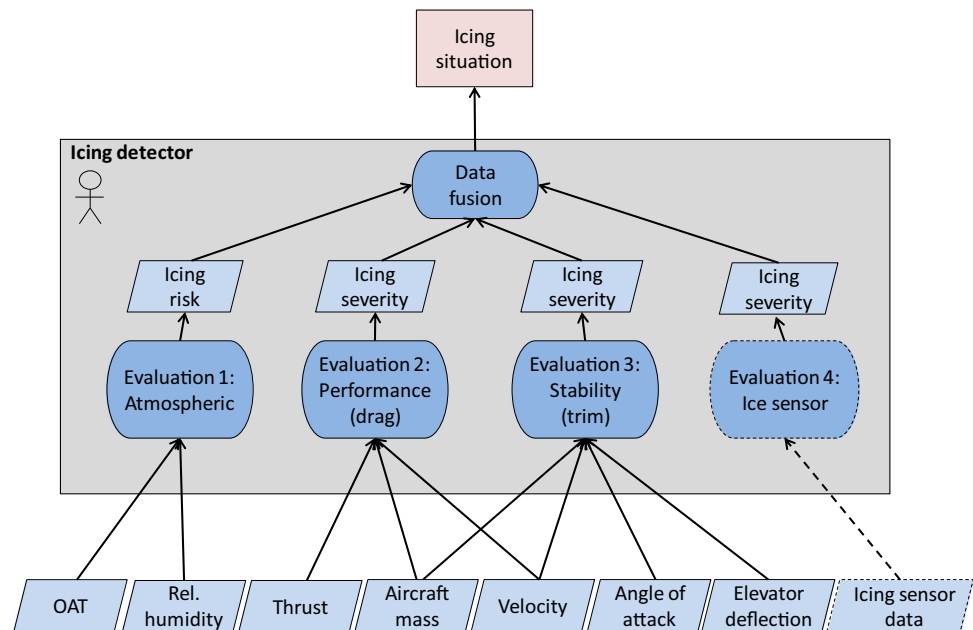 Icing
situation
Icing detector
Data
fusion
Icing
risk
Icing
severity
Icing
severity
Icing
severity
Evaluation 1:
Atmospheric
Evaluation 2:
Performance
(drag)
Evaluation 3:
Stability
(trim)
Evaluation 4:
Ice sensor
OAT
Rel.
humidity
Thrust
Aircraft
mass
Velocity
Angle of
attack
Elevator
deflection
Icing sensor
data